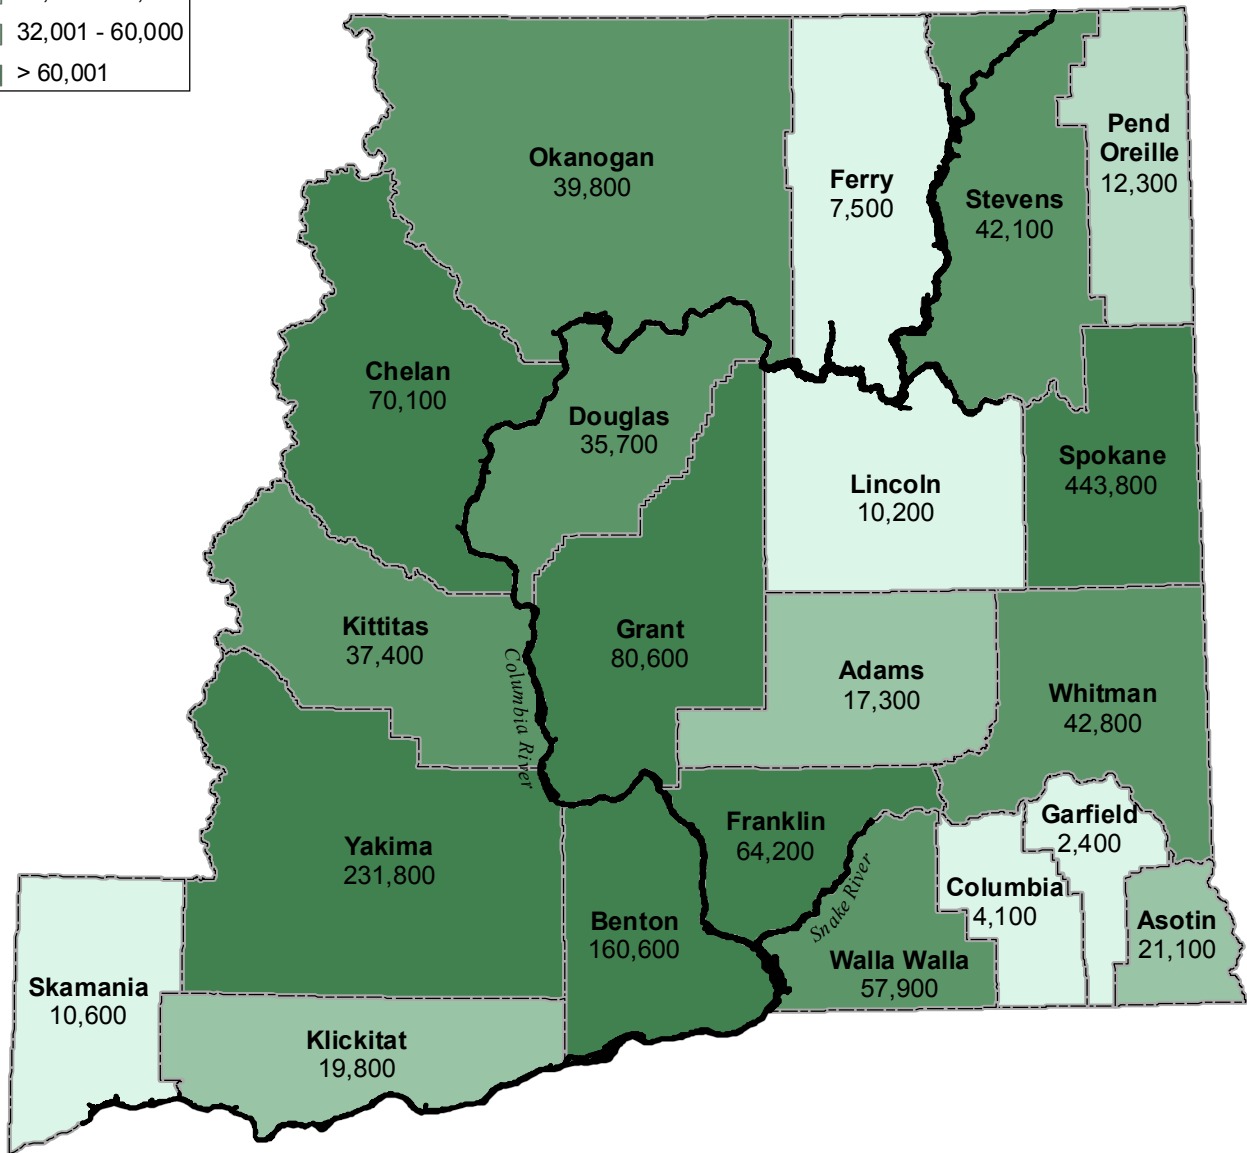 32,001 - 60,000
> 60,001
Okanogan
39,800
Ferry
7,500
Stevens
42,100
Pend
Oreille
12,300
Chelan
70,100
Douglas
35,700
Lincoln
10,200
Spokane
443,800
Kittitas
37,400
Grant
80,600
Adams
17,300
Whitman
42,800
Columbia River
Yakima
231,800
Franklin
64,200
Garfield
2,400
Columbia
4,100
Asotin
21,100
Benton
160,600
Snake River
Walla Walla
57,900
Skamania
10,600
Klickitat
19,800